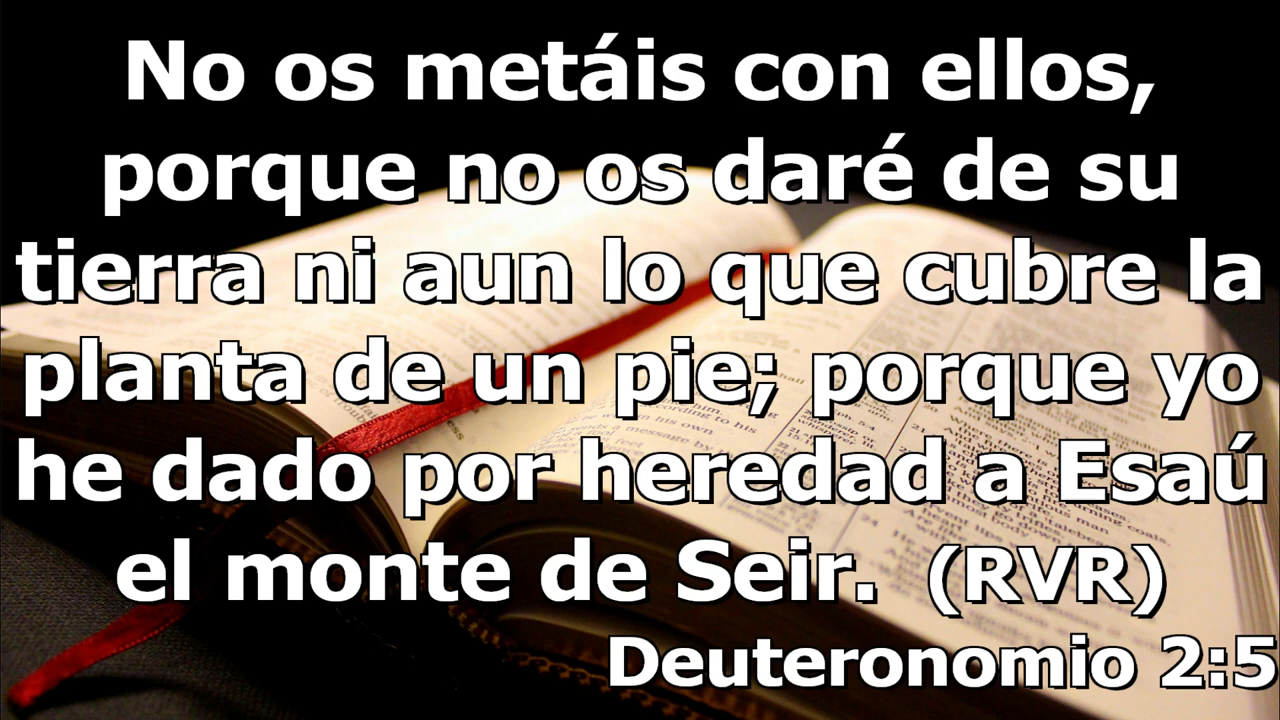 No os metáis con ellos,
porque no os daré de su
tierra ni aun lo que cubre la
planta de un pie; porque yo
he dado por heredad a Esaú
el monte de Seir. (RVR)
Deuteronomio 2:5